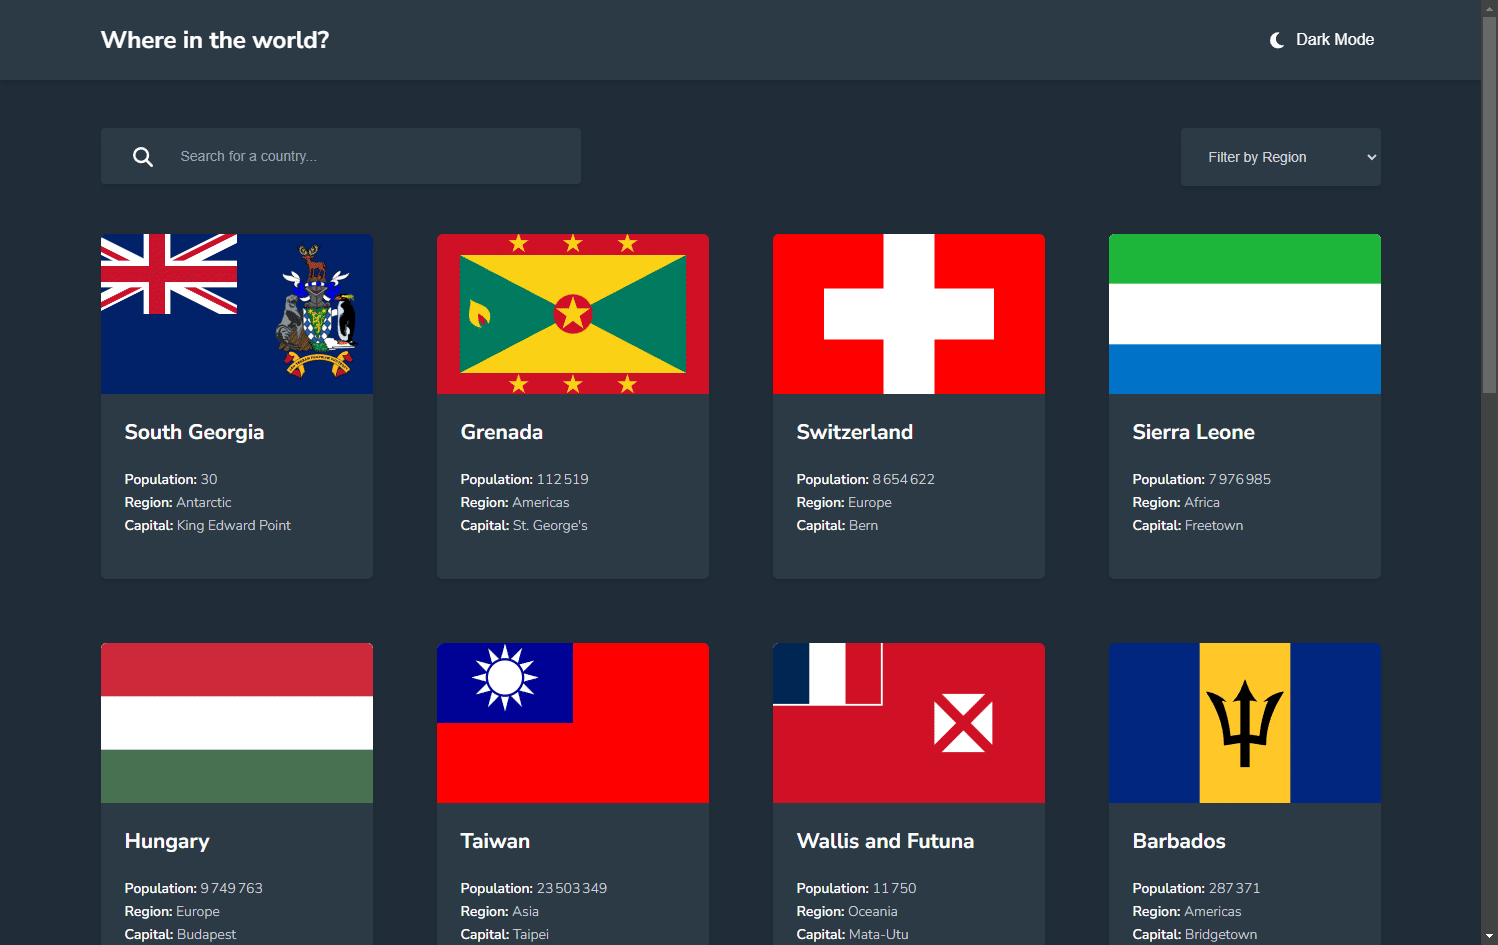 Where in the world?
Dark Mode
Search for a country...
Filter by Region
South Georgia
Population: 30
Region: Antarctic
Capital: King Edward Point
Grenada
Population: 112 519
Region: Americas
Capital: St. George's
Switzerland
Population: 8 654 622
Region: Europe
Capital: Bern
Sierra Leone
Population: 7 976 985
Region: Africa
Capital: Freetown
Hungary
Population: 9 749 763
Region: Europe
Capital: Budapest
Taiwan
Population: 23 503 349
Region: Asia
Capital: Taipei
Wallis and Futuna
Population: 11 750
Region: Oceania
Capital: Mata-Utu
Barbados
Population: 287 371
Region: Americas
Capital: Bridgetown